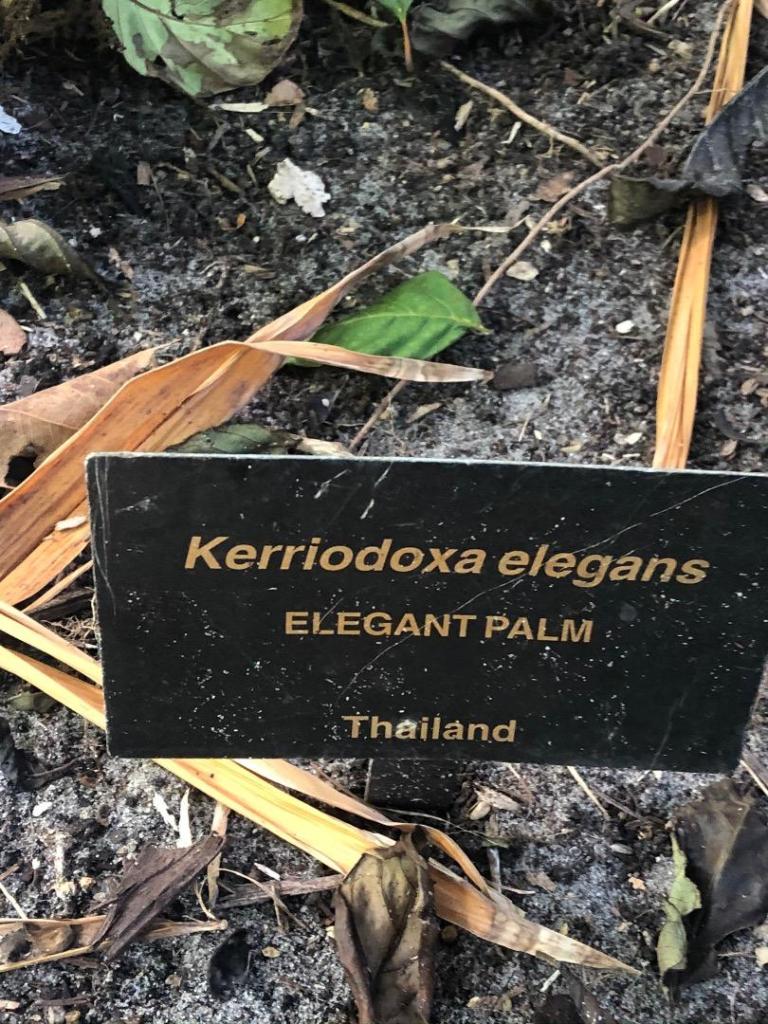 Kerriodoxa elegans
ELEGANT PALM
Thailand